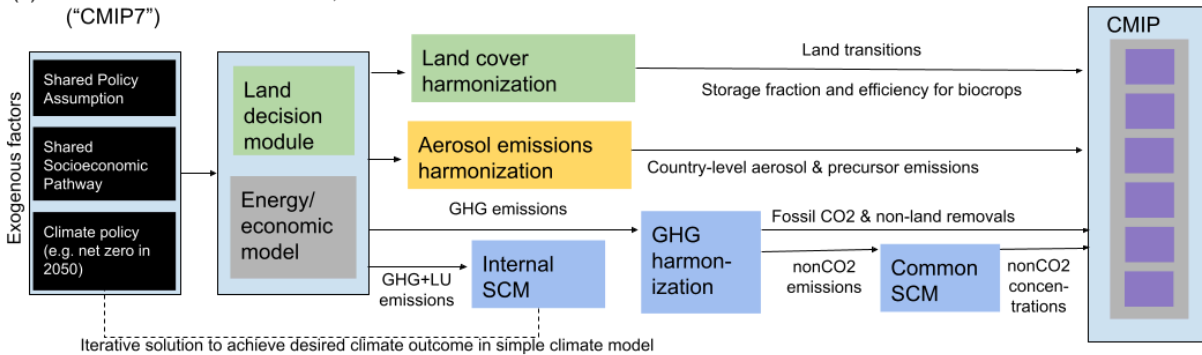 ("CMIP7")
Exogenous factors
Shared Policy
Assumption
Shared
Socioeconomic
Pathway
Climate policy
(e.g. net zero in
2050)
Land
decision
module
Energy/
economic
model
Land cover
harmonization
Aerosol emissions
harmonization
GHG emissions
GHG+LU
emissions
Internal
SCM
GHG
harmon-
ization
Land transitions
Storage fraction and efficiency for biocrops
Country-level aerosol & precursor emissions
Fossil CO2 & non-land removals
nonCO2
emissions
Common
SCM
nonCO2
concen-
trations
CMIP
Iterative solution to achieve desired climate outcome in simple climate model